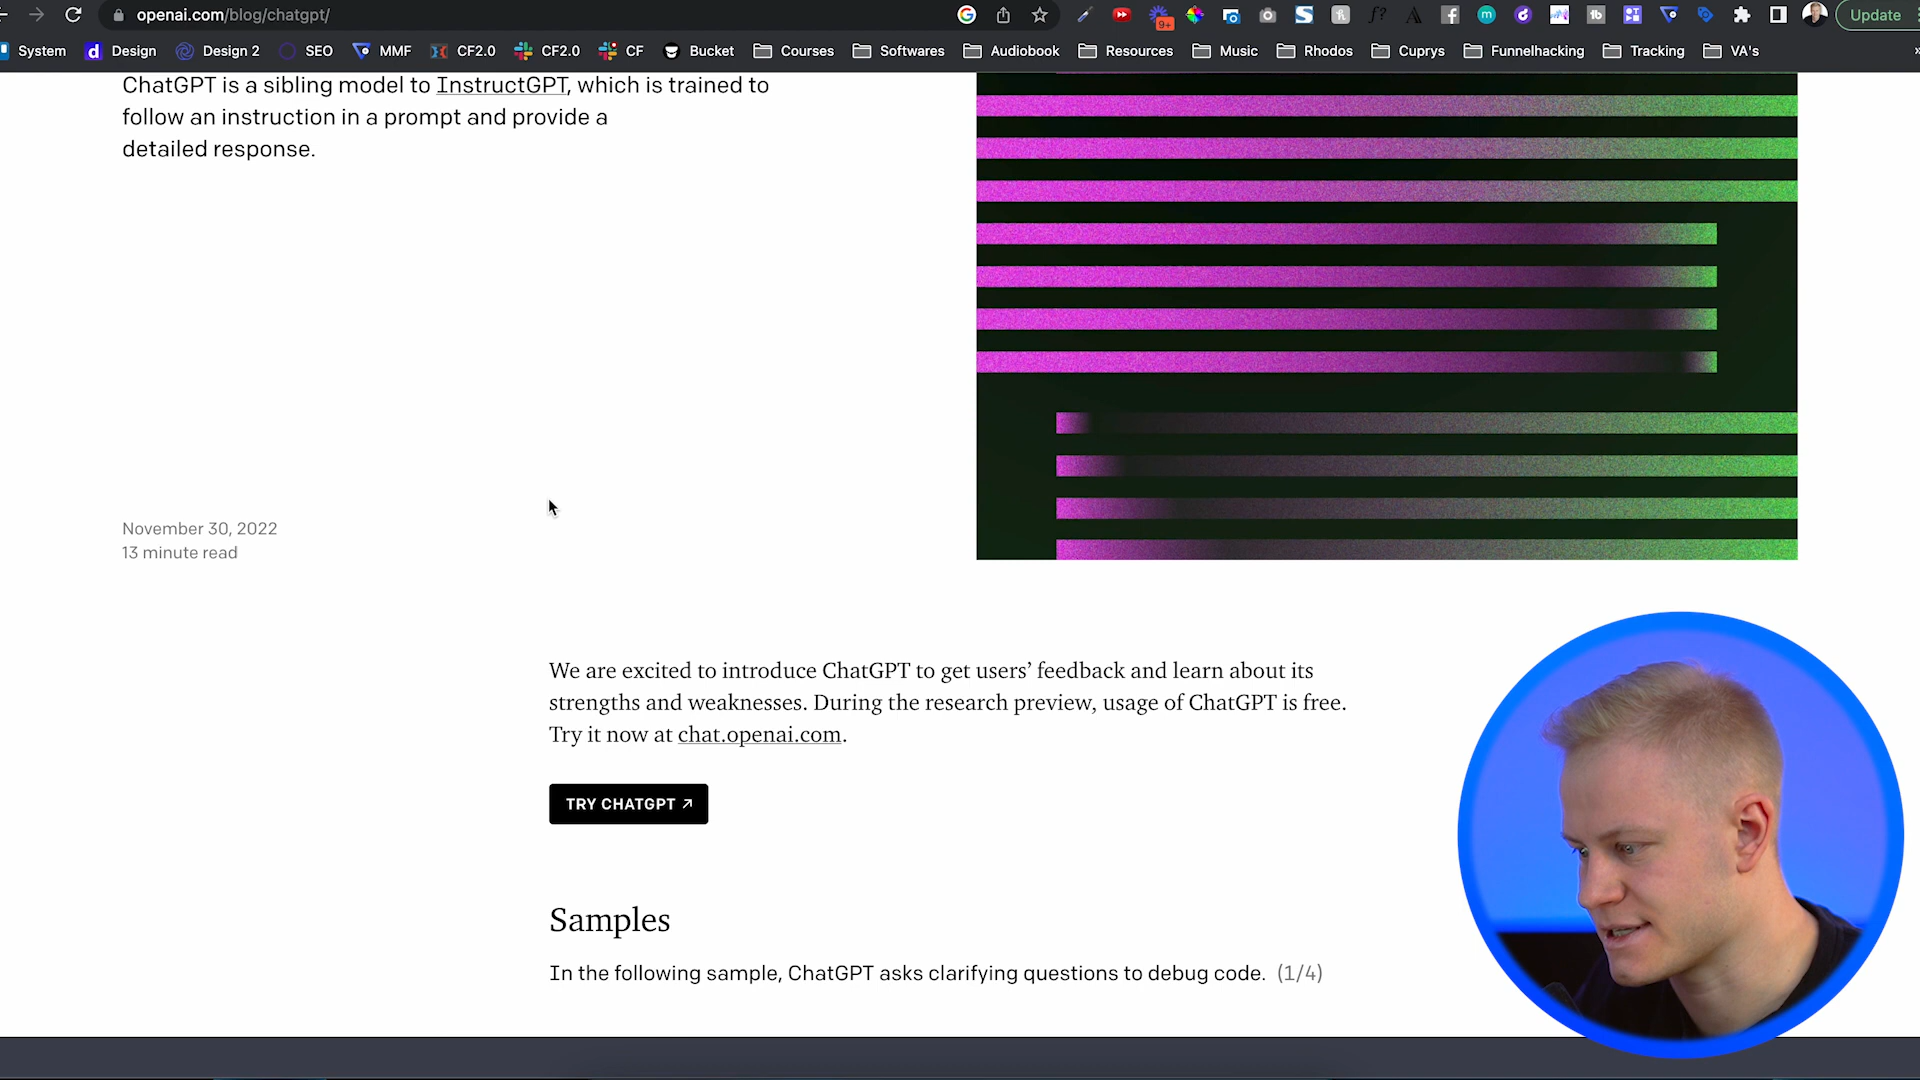 openai.com/blog/chatgpt/
9+
Update
System
Design
Design 2
SEO
MMF
CF2.0
CF2.0
CF
Bucket
Courses
Softwares
Audiobook
Resources
Music
Rhodos
Cuprys
Funnelhacking
Tracking
VA's
»
ChatGPT is a sibling model to InstructGPT, which is trained to
follow an instruction in a prompt and provide a
detailed response.
November 30, 2022
13 minute read
We are excited to introduce ChatGPT to get users’ feedback and learn about its
strengths and weaknesses. During the research preview, usage of ChatGPT is free.
Try it now at chat.openai.com.
TRY CHATGPT ↗
Samples
In the following sample, ChatGPT asks clarifying questions to debug code. (1/4)